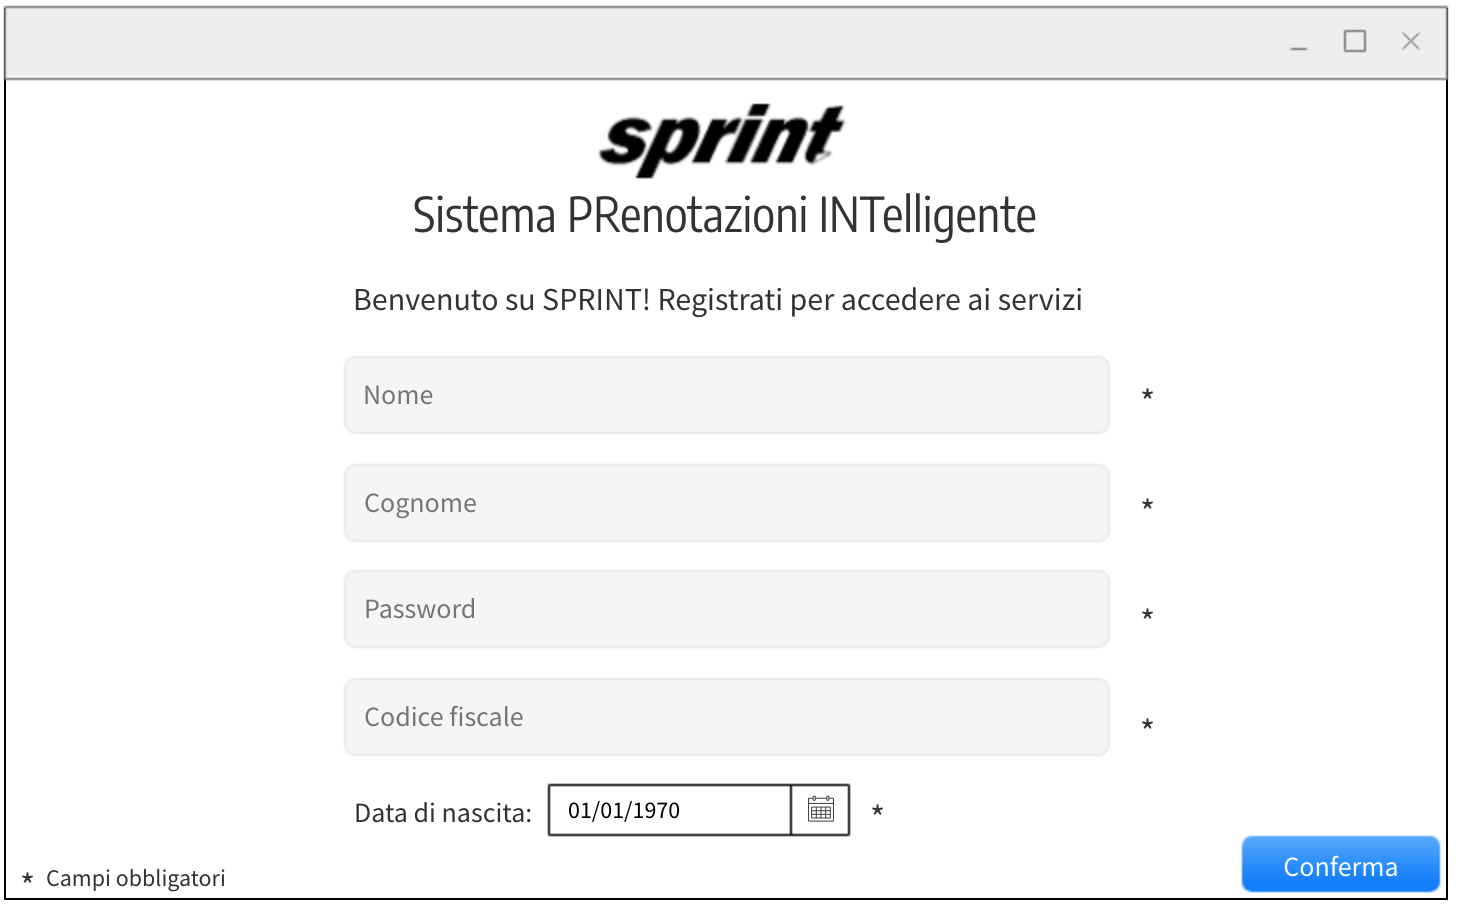 sprint
Sistema PRenotazioni INTelligente
Benvenuto su SPRINT! Registrati per accedere ai servizi
Nome *
Cognome *
Password *
Codice fiscale *
Data di nascita: 01/01/1970 *
* Campi obbligatori
Conferma